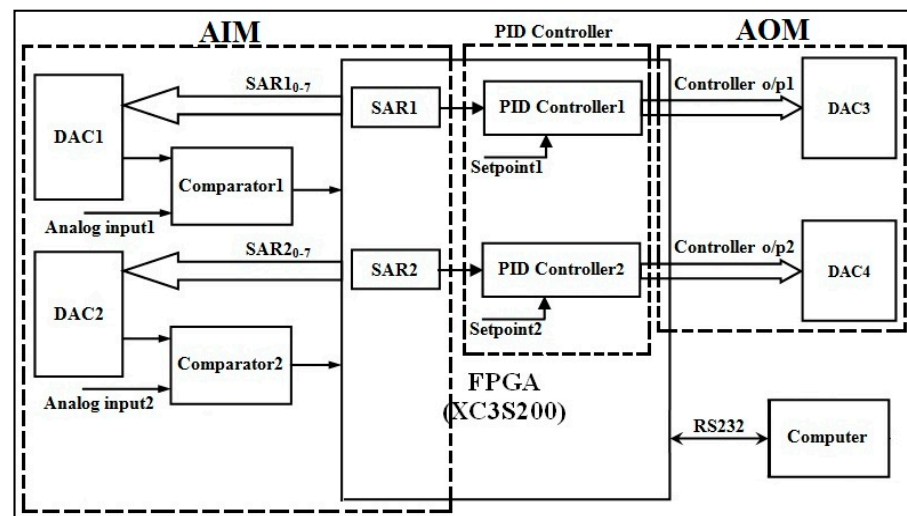 AIM
PID Controller
AOM
SAR1₀₋₇
SAR1
PID Controller1
Controller o/p1
DAC3
DAC1
Comparator1
Setpoint1
Analog input1
SAR2₀₋₇
SAR2
PID Controller2
Controller o/p2
DAC4
DAC2
Comparator2
Setpoint2
Analog input2
FPGA
(XC3S200)
RS232
Computer